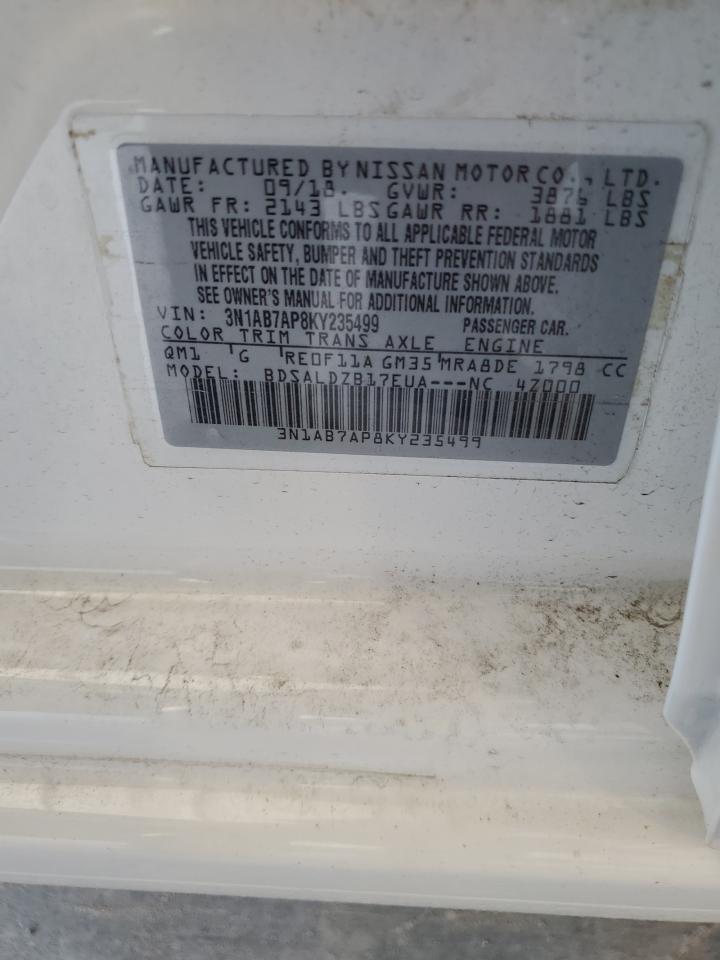 MANUFACTURED BY NISSAN MOTOR CO., LTD.
DATE: 09/18. GVWR: 3876 LBS
GAWR FR: 2143 LBS GAWR RR: 1881 LBS
THIS VEHICLE CONFORMS TO ALL APPLICABLE FEDERAL MOTOR
VEHICLE SAFETY, BUMPER AND THEFT PREVENTION STANDARDS
IN EFFECT ON THE DATE OF MANUFACTURE SHOWN ABOVE.
SEE OWNER'S MANUAL FOR ADDITIONAL INFORMATION.
VIN: 3N1AB7AP8KY235499 PASSENGER CAR.
COLOR TRIM TRANS AXLE ENGINE
QM1 G RE0F11A GM35 MRA8DE 1798 CC
MODEL: BDSALDZB17EUA---NC 4Z000
3N1AB7AP8KY235499